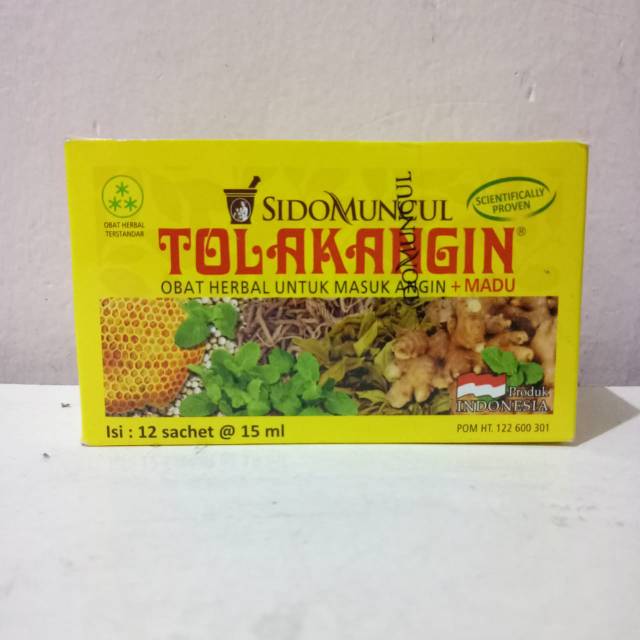 OBAT HERBAL
TERSTANDAR
SIDOMUNCUL
SCIENTIFICALLY
PROVEN
TOLAKANGIN®
OBAT HERBAL UNTUK MASUK ANGIN + MADU
SIDOMUNCUL
Produk
INDONESIA
Isi : 12 sachet @ 15 ml
POM HT. 122 600 301